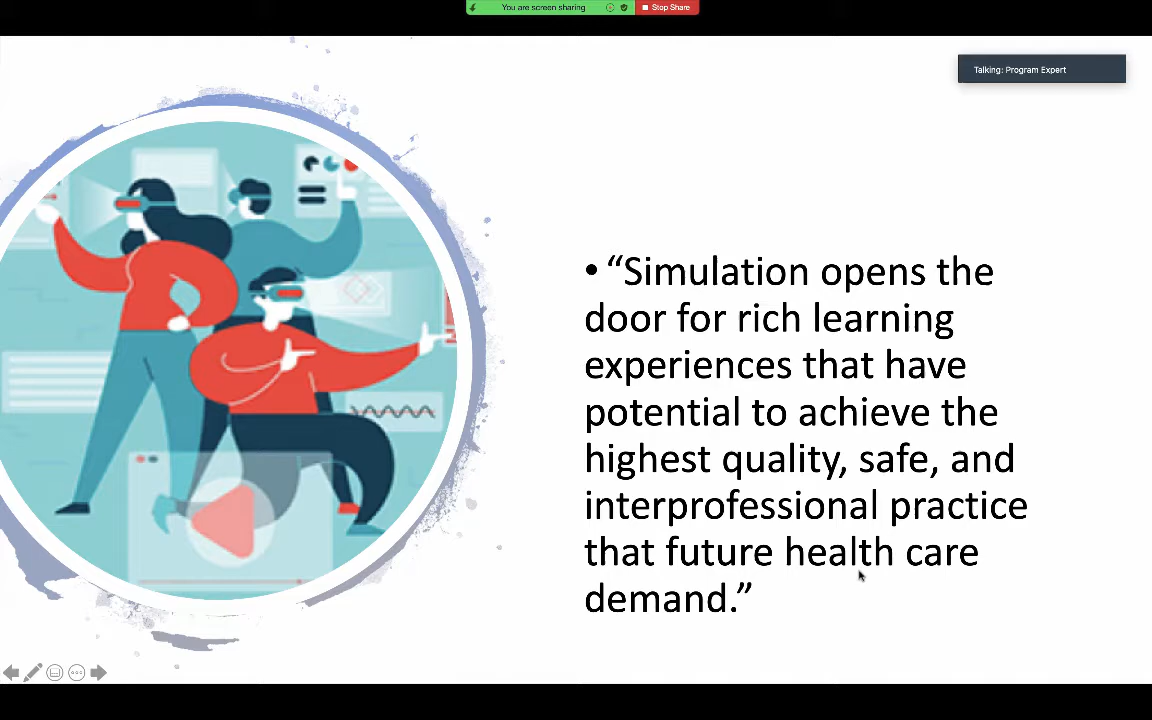 You are screen sharing
Stop Share
Talking: Program Expert
• “Simulation opens the
door for rich learning
experiences that have
potential to achieve the
highest quality, safe, and
interprofessional practice
that future health care
demand.”